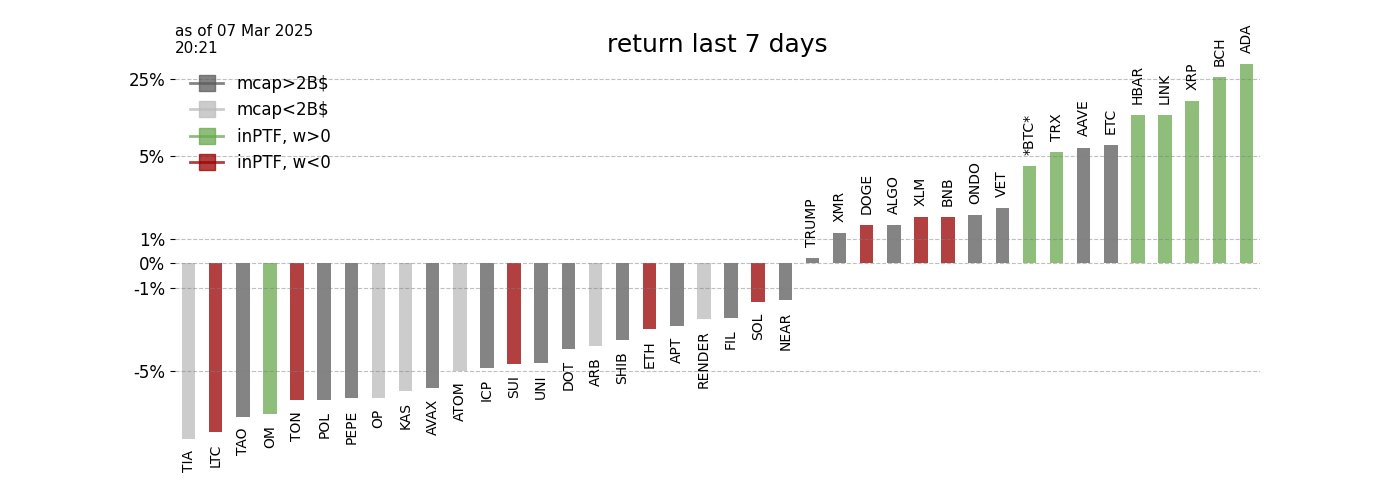 as of 07 Mar 2025
20:21
return last 7 days
mcap>2B$
mcap<2B$
inPTF, w>0
inPTF, w<0
25%
5%
1%
0%
-1%
-5%
TIA
LTC
TAO
OM
TON
POL
PEPE
OP
KAS
AVAX
ATOM
ICP
SUI
UNI
DOT
ARB
SHIB
ETH
APT
RENDER
FIL
SOL
NEAR
TRUMP
XMR
DOGE
ALGO
XLM
BNB
ONDO
VET
*BTC*
TRX
AAVE
ETC
HBAR
LINK
XRP
BCH
ADA